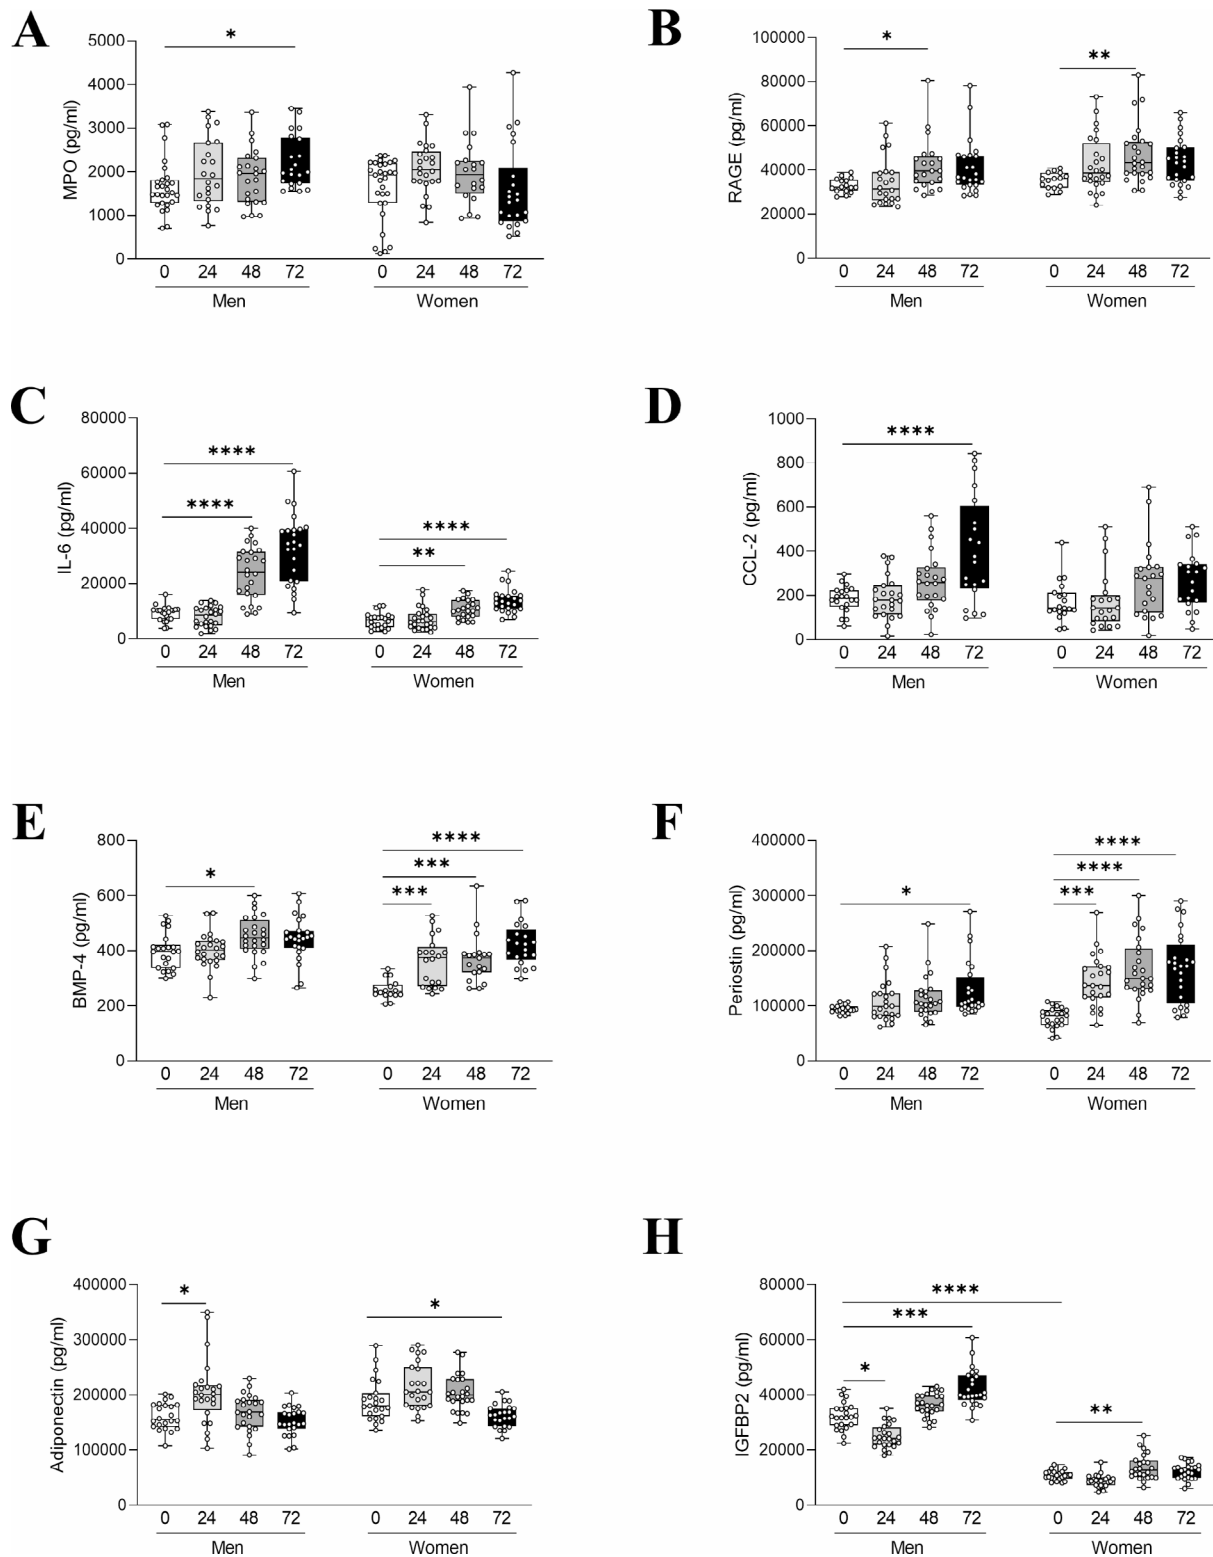 A
MPO (pg/ml)
5000
4000
3000
2000
1000
0
*
0 24 48 72 0 24 48 72
Men Women
B
RAGE (pg/ml)
100000
80000
60000
40000
20000
0
* **
0 24 48 72 0 24 48 72
Men Women
C
IL-6 (pg/ml)
80000
60000
40000
20000
0
****
****
****
**
0 24 48 72 0 24 48 72
Men Women
D
CCL-2 (pg/ml)
1000
800
600
400
200
0
****
0 24 48 72 0 24 48 72
Men Women
E
BMP-4 (pg/ml)
800
600
400
200
0
*
****
***
***
0 24 48 72 0 24 48 72
Men Women
F
Periostin (pg/ml)
400000
300000
200000
100000
0
*
****
****
***
0 24 48 72 0 24 48 72
Men Women
G
Adiponectin (pg/ml)
400000
300000
200000
100000
0
* *
0 24 48 72 0 24 48 72
Men Women
H
IGFBP2 (pg/ml)
80000
60000
40000
20000
0
****
***
*
**
0 24 48 72 0 24 48 72
Men Women